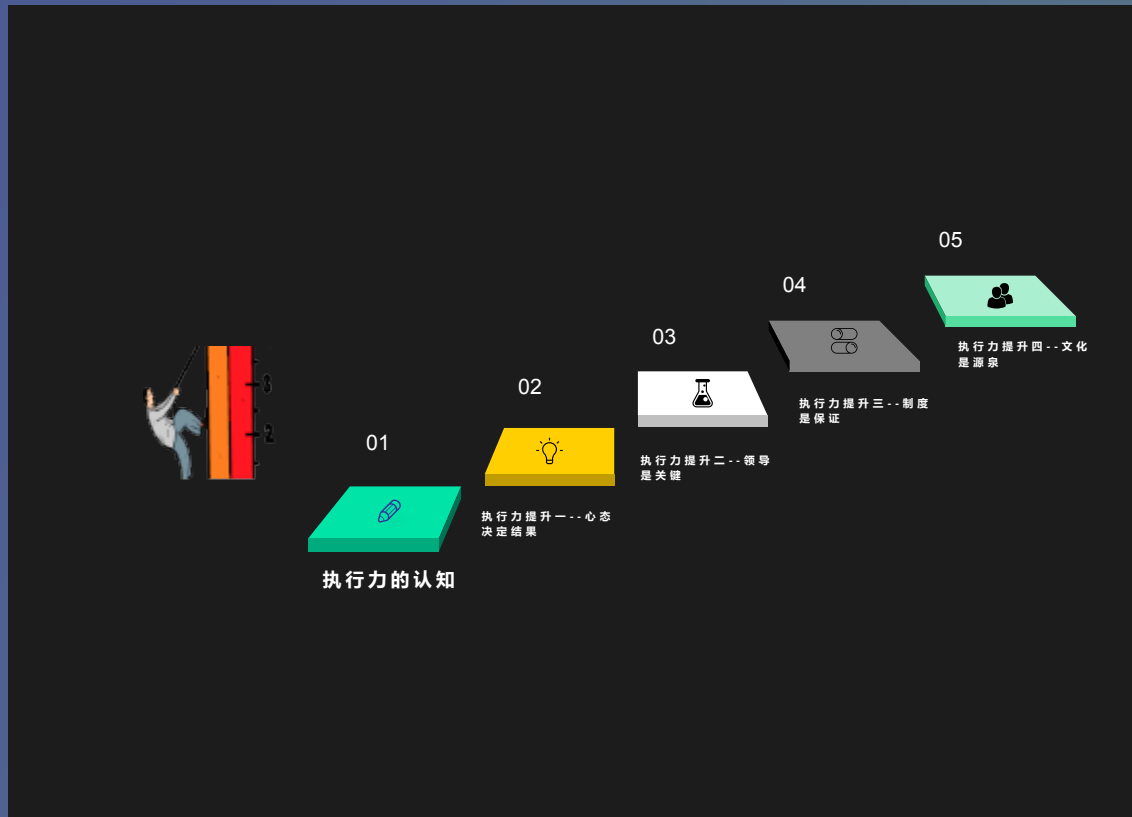 01
执行力的认知
02
执行力提升一--心态
决定结果
03
执行力提升二--领导
是关键
04
执行力提升三--制度
是保证
05
执行力提升四--文化
是源泉
3
2